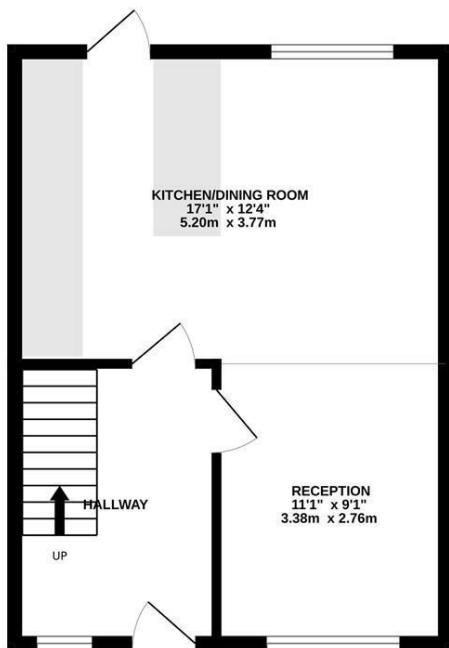 KITCHEN/DINING ROOM
17'1" x 12'4"
5.20m x 3.77m
HALLWAY
UP
RECEPTION
11'1" x 9'1"
3.38m x 2.76m